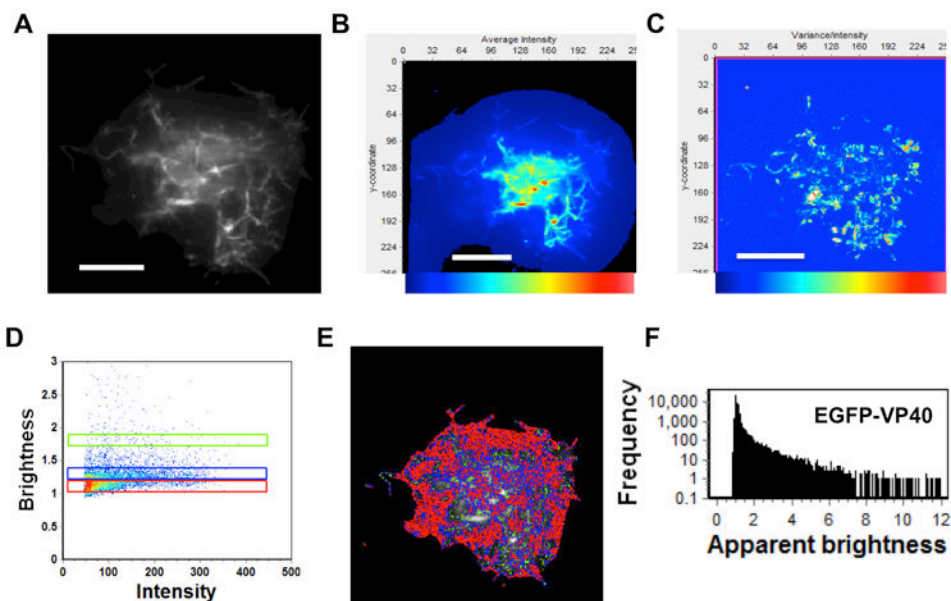 A
B
Average Intensity
0 32 64 96 128 160 192 224 25
0
32
64
96
128
160
192
224
256
y-coordinate
C
Variance/Intensity
0 32 64 96 128 160 192 224 25
0
32
64
96
128
160
192
224
256
y-coordinate
D
3
2.5
2
1.5
1
0.5
0
Brightness
0 100 200 300 400 500
Intensity
E
F
EGFP-VP40
10,000
1,000
100
10
1
0.1
Frequency
0 2 4 6 8 10 12
Apparent brightness